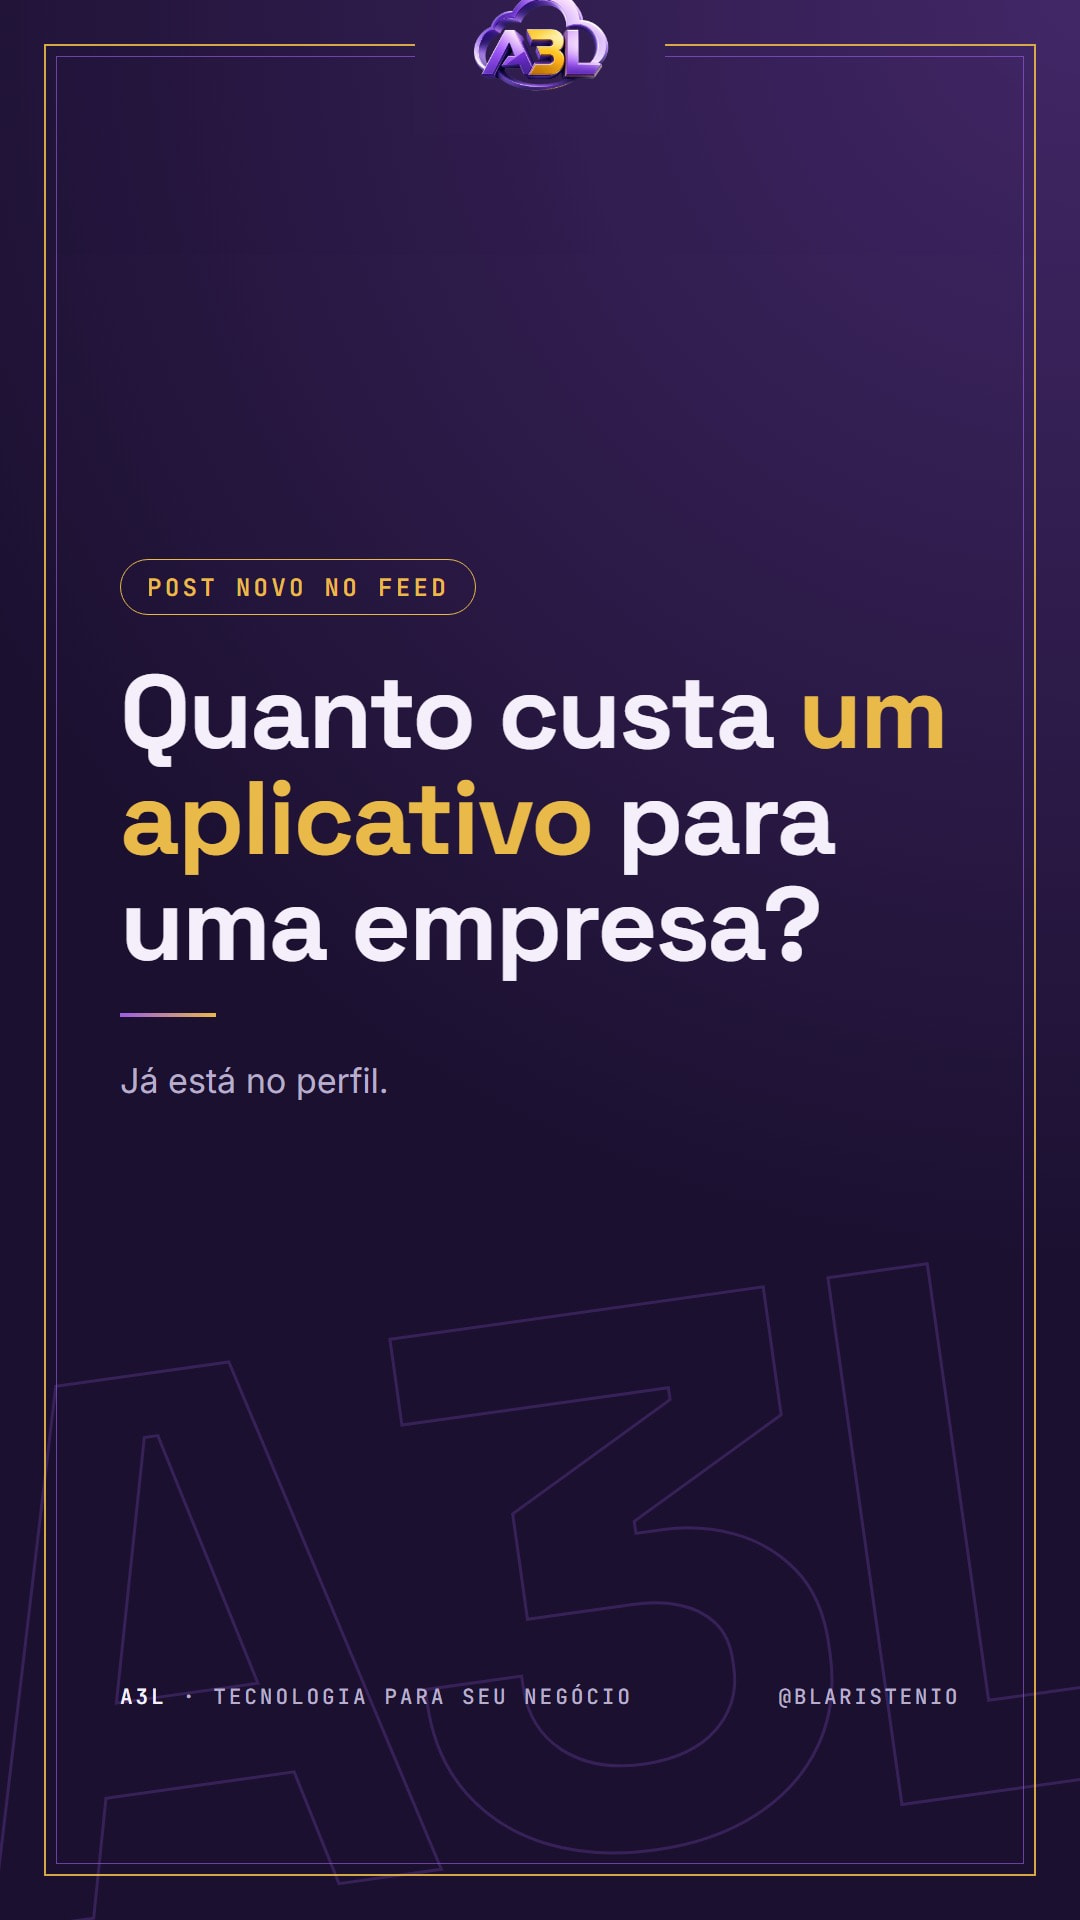 A3L
POST NOVO NO FEED
Quanto custa um
aplicativo para
uma empresa?
Já está no perfil.
A3L
A3L · TECNOLOGIA PARA SEU NEGÓCIO @BLARISTENIO